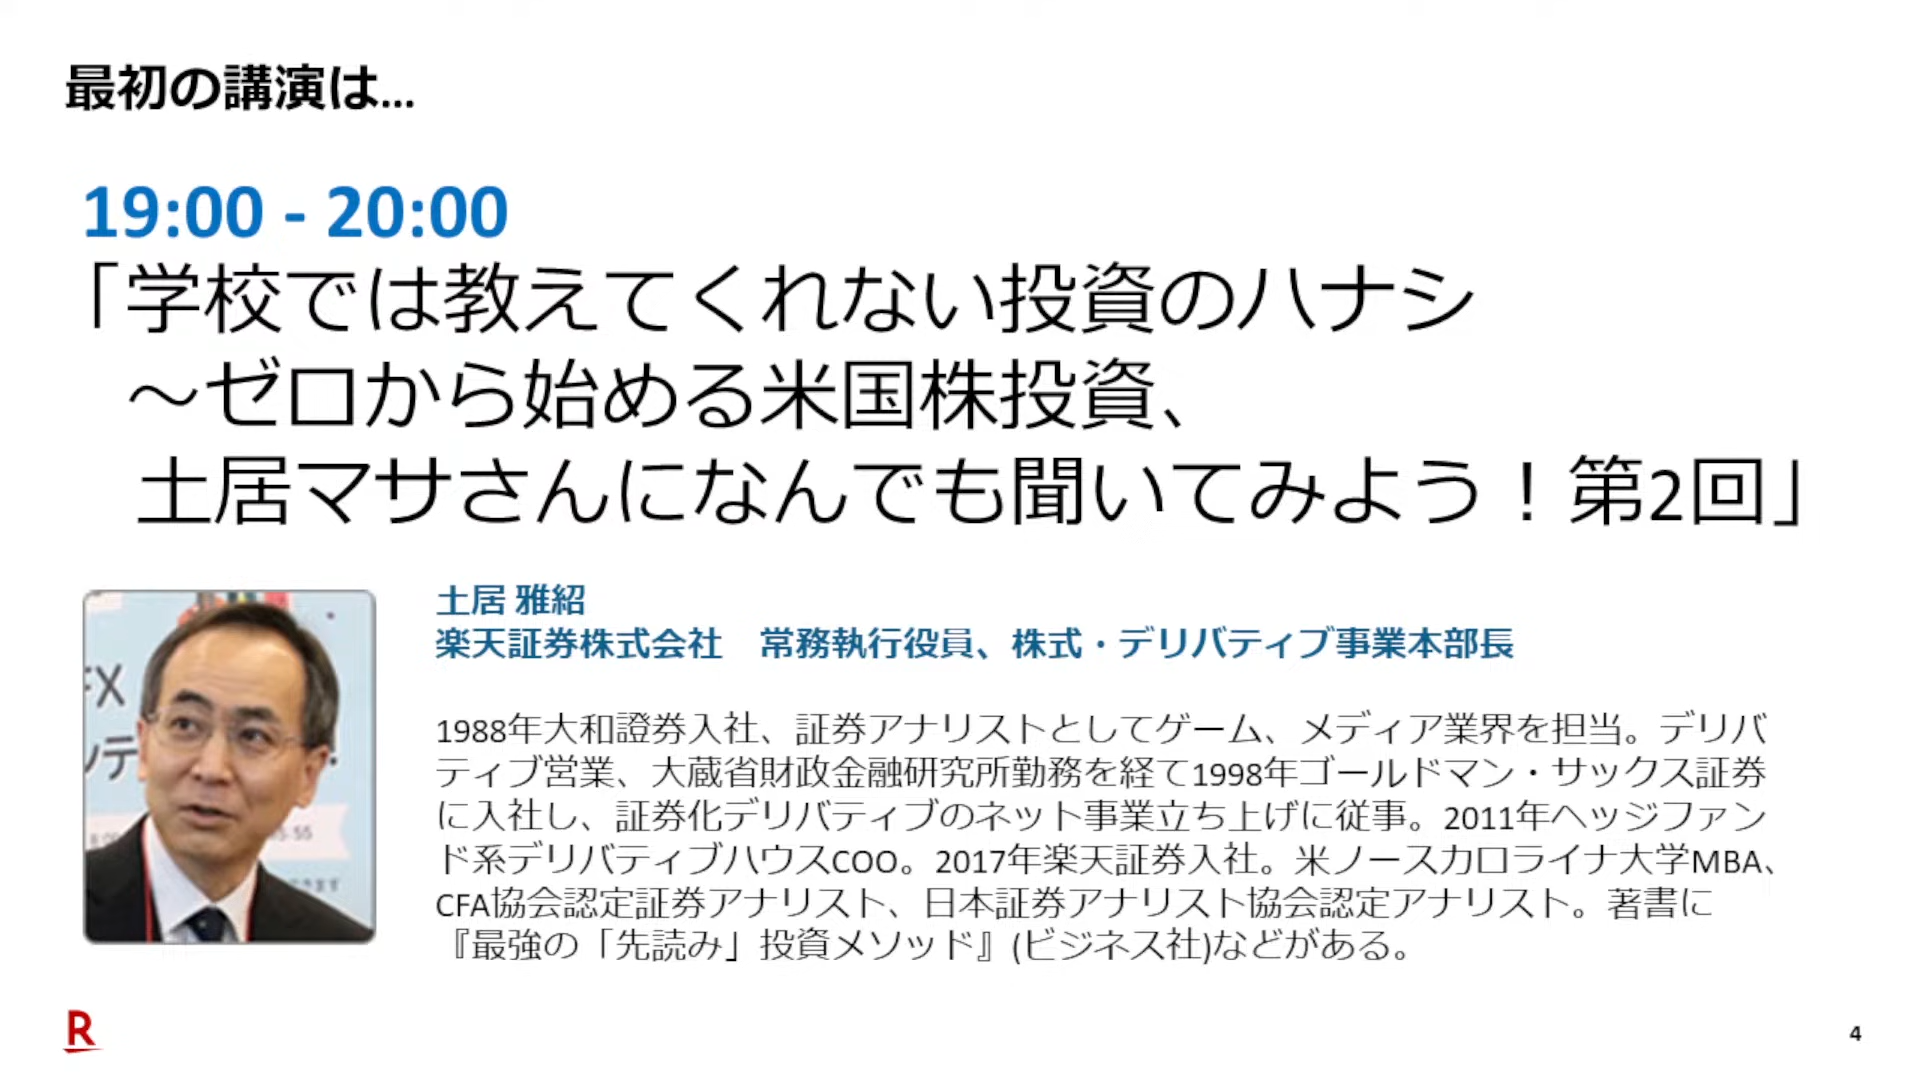 最初の講演は...
19:00 - 20:00
「学校では教えてくれない投資のハナシ
～ゼロから始める米国株投資、
土居マサさんになんでも聞いてみよう！第2回」
土居 雅紹
楽天証券株式会社　常務執行役員、株式・デリバティブ事業本部長
1988年大和證券入社、証券アナリストとしてゲーム、メディア業界を担当。デリバ
ティブ営業、大蔵省財政金融研究所勤務を経て1998年ゴールドマン・サックス証券
に入社し、証券化デリバティブのネット事業立ち上げに従事。2011年ヘッジファン
ド系デリバティブハウスCOO。2017年楽天証券入社。米ノースカロライナ大学MBA、
CFA協会認定証券アナリスト、日本証券アナリスト協会認定アナリスト。著書に
『最強の「先読み」投資メソッド』(ビジネス社)などがある。
FX
ンテ
R
4